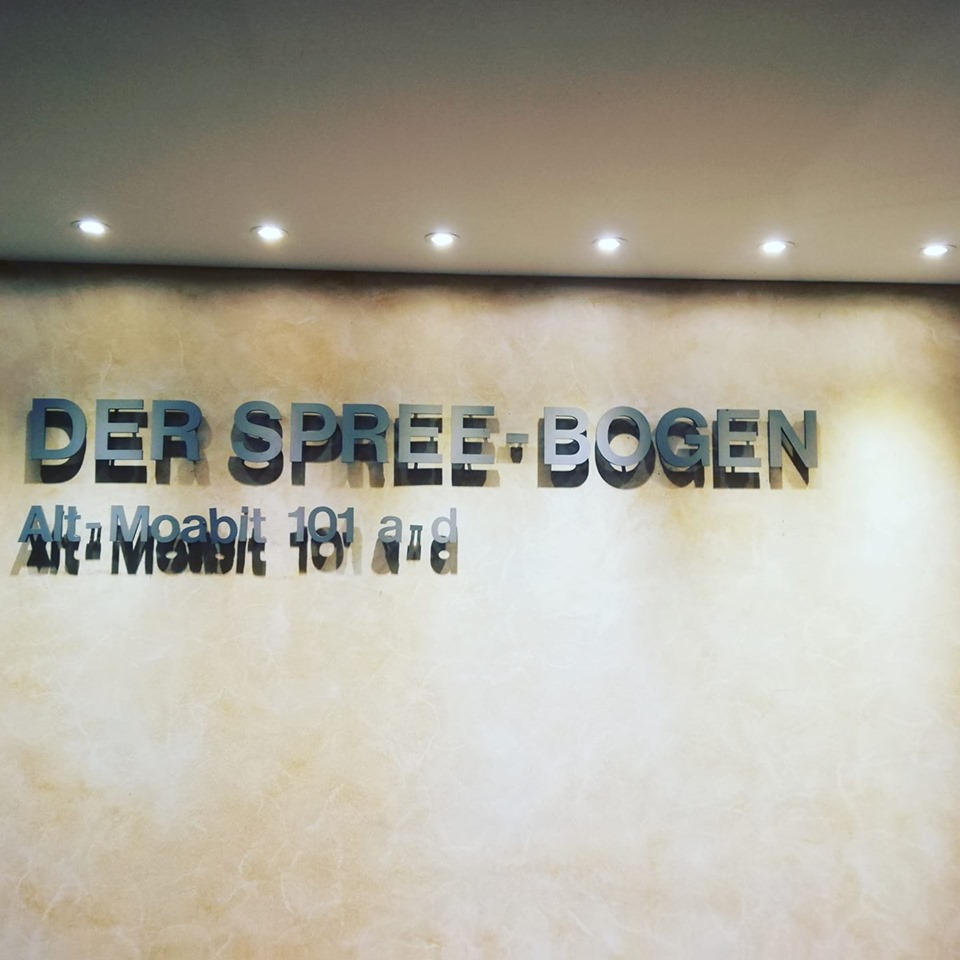 DER SPREE-BOGEN
Alt-Moabit 101 a-d